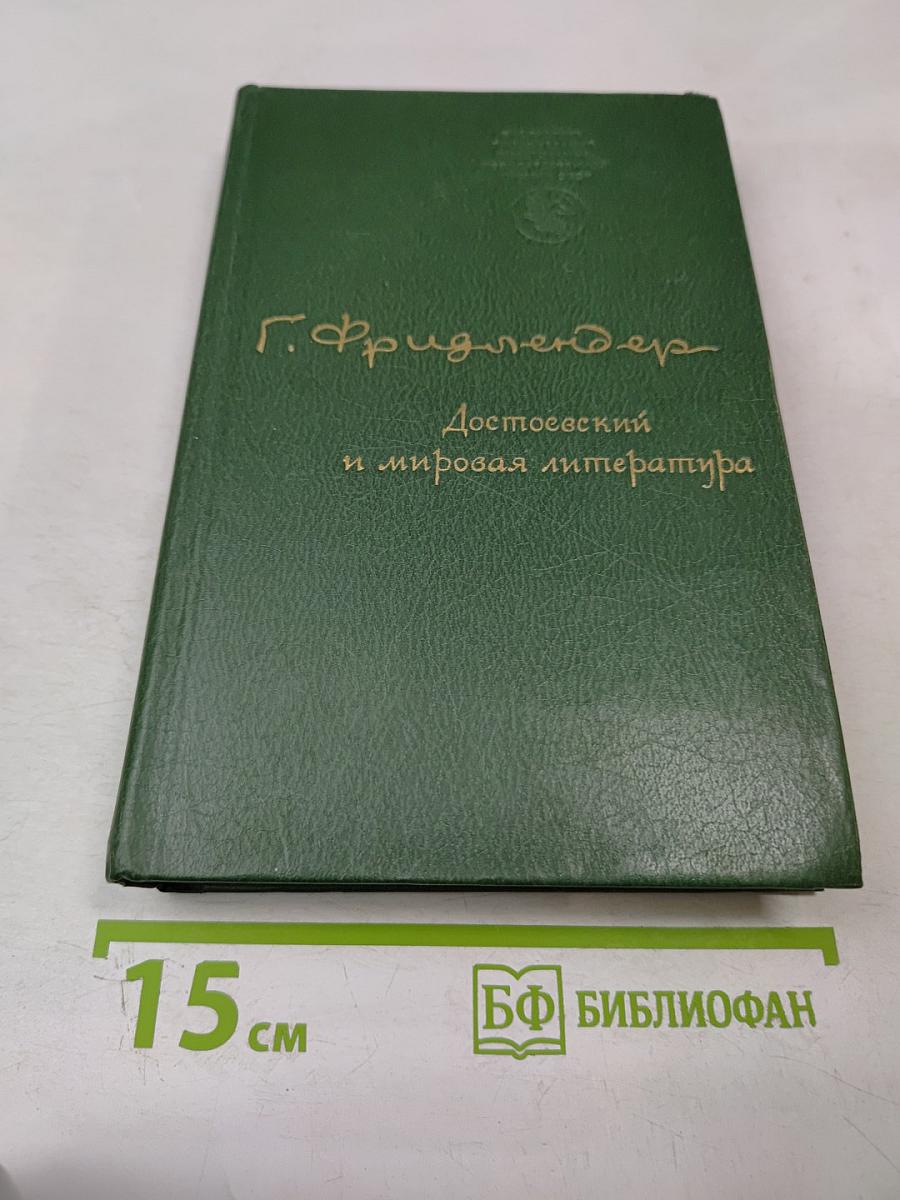 Г. Фридлендер
Достоевский
и мировая литература
15 см
БФ БИБЛИОФАН